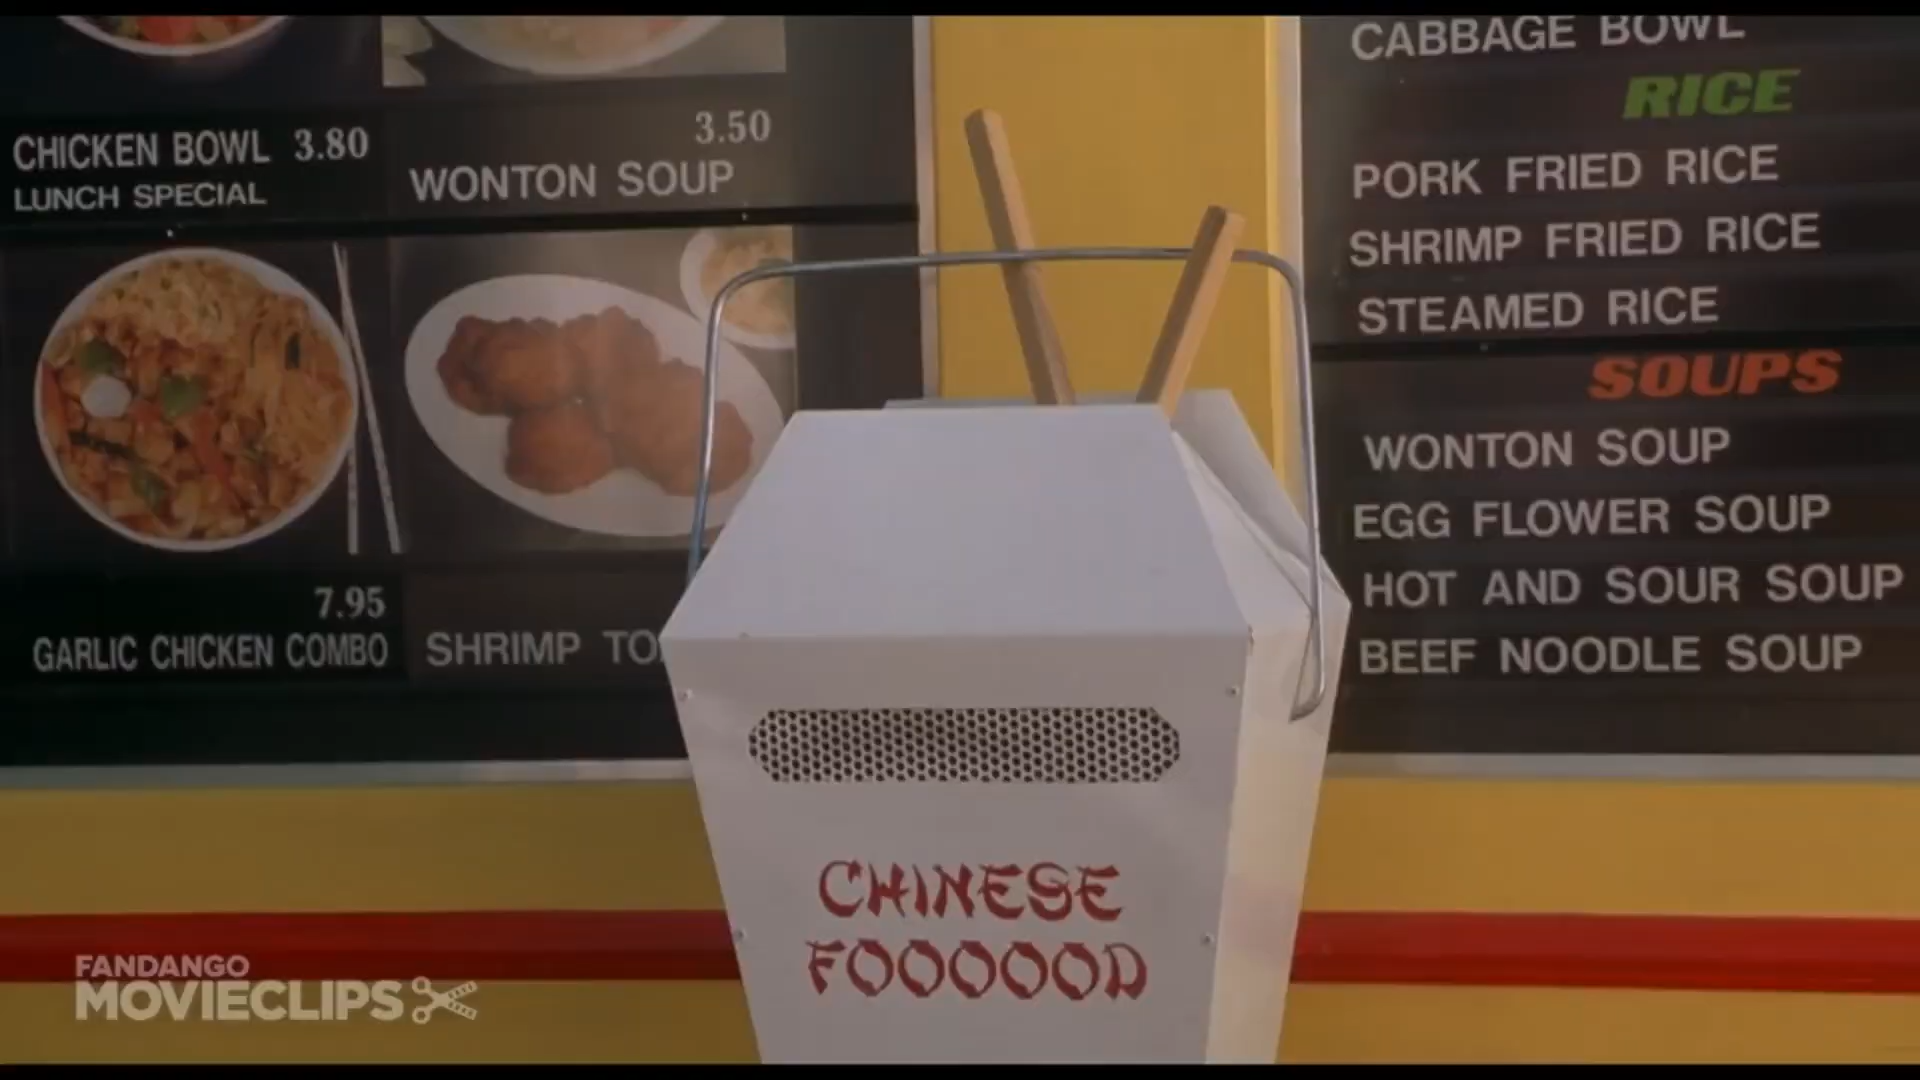 CHICKEN BOWL 3.80
LUNCH SPECIAL
3.50
WONTON SOUP
7.95
GARLIC CHICKEN COMBO
SHRIMP
CABBAGE BOWL
RICE
PORK FRIED RICE
SHRIMP FRIED RICE
STEAMED RICE
SOUPS
WONTON SOUP
EGG FLOWER SOUP
HOT AND SOUR SOUP
BEEF NOODLE SOUP
CHINESE
FOOOOOD
FANDANGO
MOVIECLIPS